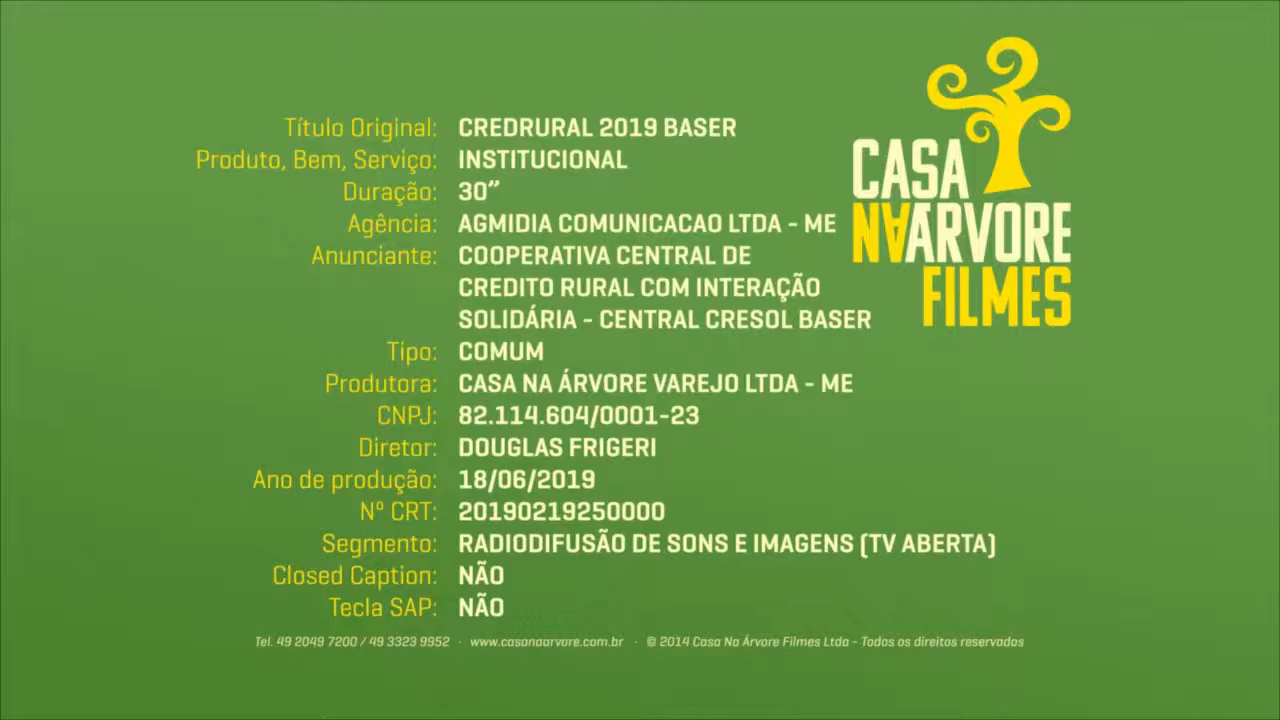 Título Original: CREDRURAL 2019 BASER
Produto, Bem, Serviço: INSTITUCIONAL
Duração: 30”
Agência: AGMIDIA COMUNICACAO LTDA - ME
Anunciante: COOPERATIVA CENTRAL DE
CREDITO RURAL COM INTERAÇÃO
SOLIDÁRIA - CENTRAL CRESOL BASER
Tipo: COMUM
Produtora: CASA NA ÁRVORE VAREJO LTDA - ME
CNPJ: 82.114.604/0001-23
Diretor: DOUGLAS FRIGERI
Ano de produção: 18/06/2019
Nº CRT: 20190219250000
Segmento: RADIODIFUSÃO DE SONS E IMAGENS (TV ABERTA)
Closed Caption: NÃO
Tecla SAP: NÃO
Tel. 49 2049 7200 / 49 3323 9952 · www.casanaarvore.com.br · © 2014 Casa Na Árvore Filmes Ltda - Todos os direitos reservados
CASA
NA ÁRVORE
FILMES